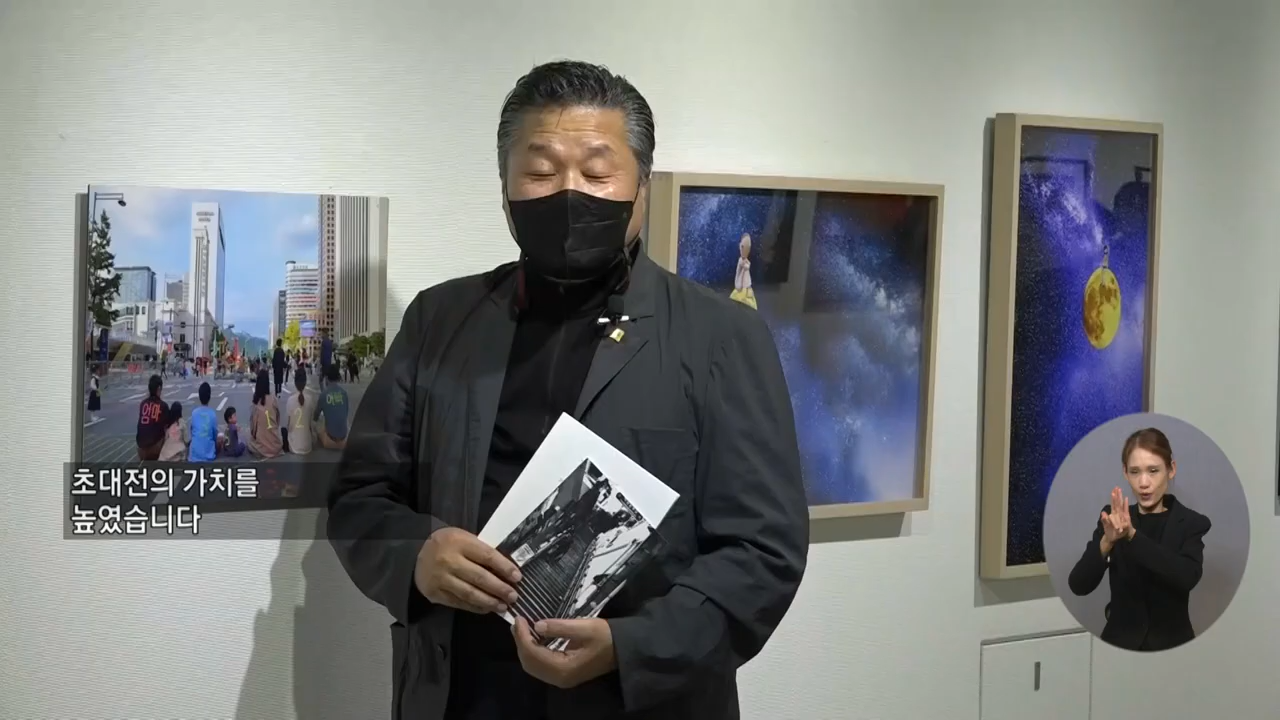 엄마
아빠
초대전의 가치를
높였습니다